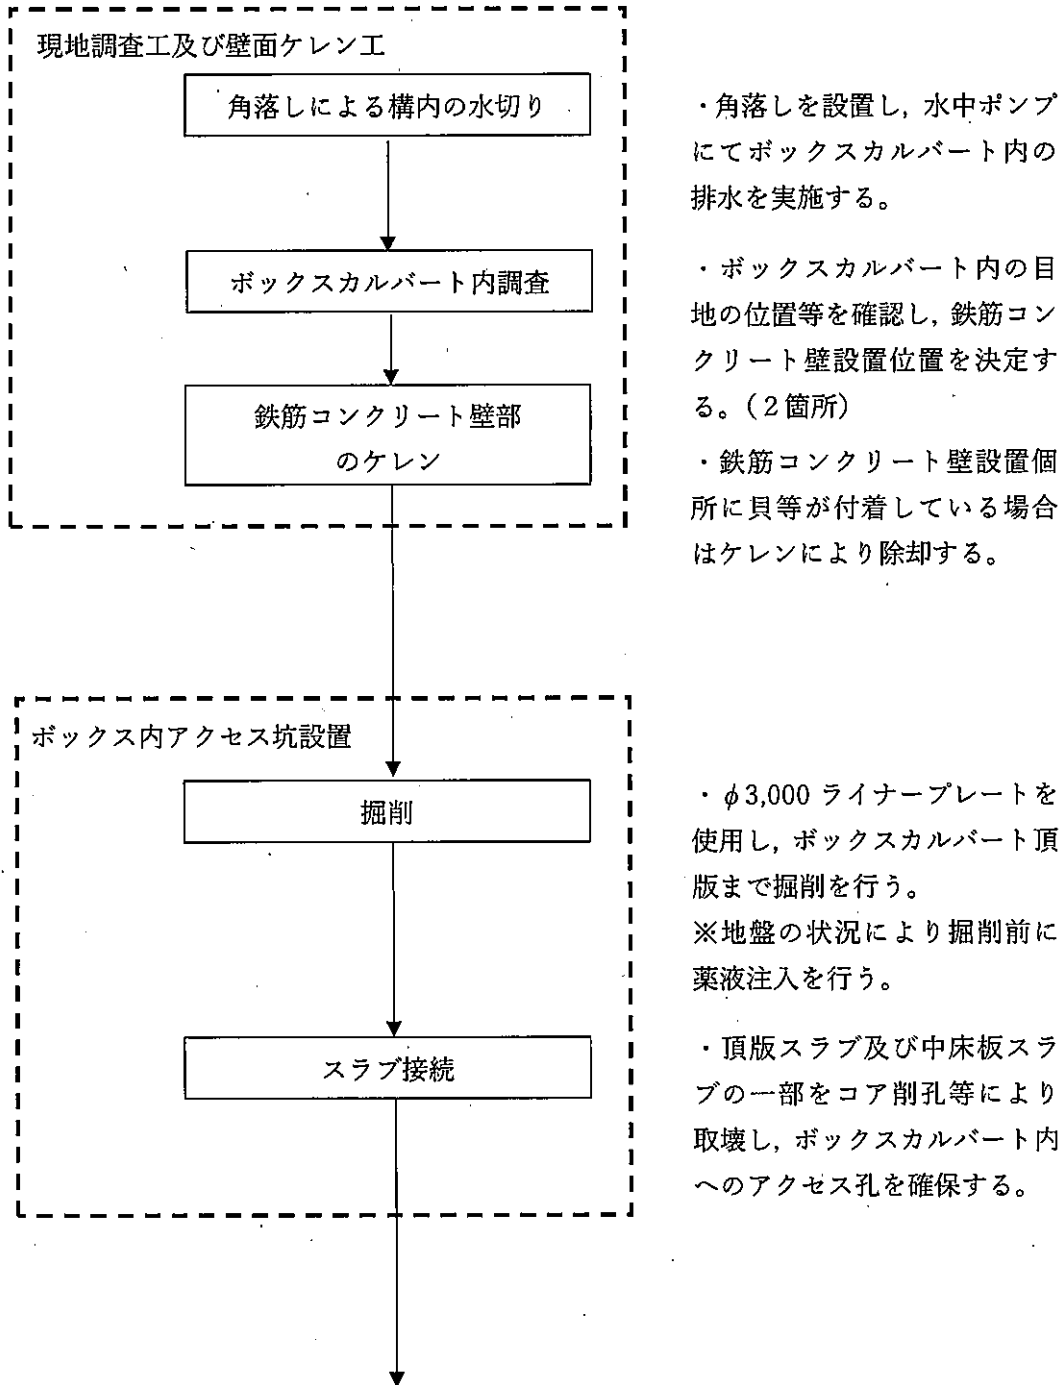 現地調査工及び壁面ケレン工
角落しによる構内の水切り
・角落しを設置し, 水中ポンプ
にてボックスカルバート内の
排水を実施する。
ボックスカルバート内調査
・ボックスカルバート内の目
地の位置等を確認し, 鉄筋コン
クリート壁設置位置を決定す
る。(２箇所)
鉄筋コンクリート壁部
のケレン
・鉄筋コンクリート壁設置個
所に貝等が付着している場合
はケレンにより除却する。
ボックス内アクセス坑設置
掘削
・φ3,000 ライナープレートを
使用し, ボックスカルバート頂
版まで掘削を行う。
※地盤の状況により掘削前に
薬液注入を行う。
スラブ接続
・頂版スラブ及び中床板スラ
ブの一部をコア削孔等により
取壊し, ボックスカルバート内
へのアクセス孔を確保する。